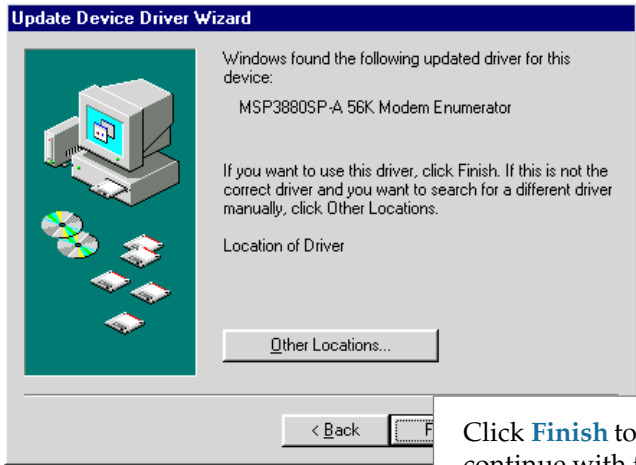 Update Device Driver Wizard
Windows found the following updated driver for this
device:
MSP3880SP-A 56K Modem Enumerator
If you want to use this driver, click Finish. If this is not the
correct driver and you want to search for a different driver
manually, click Other Locations.
Location of Driver
Other Locations...
< Back
Click Finish to
continue with